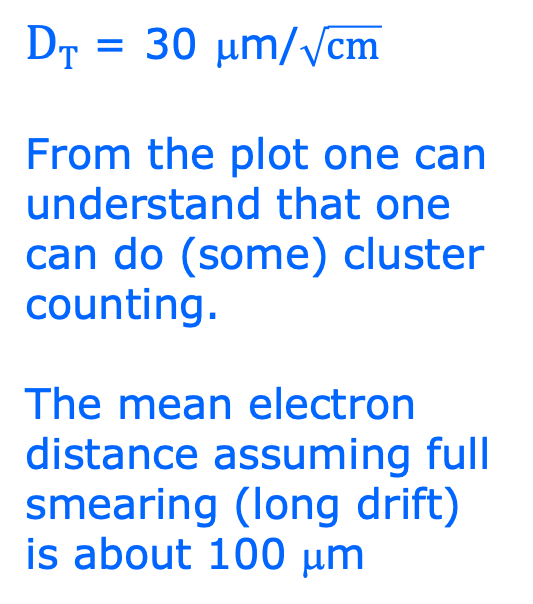 D_T = 30 μm/√cm
From the plot one can
understand that one
can do (some) cluster
counting.
The mean electron
distance assuming full
smearing (long drift)
is about 100 μm